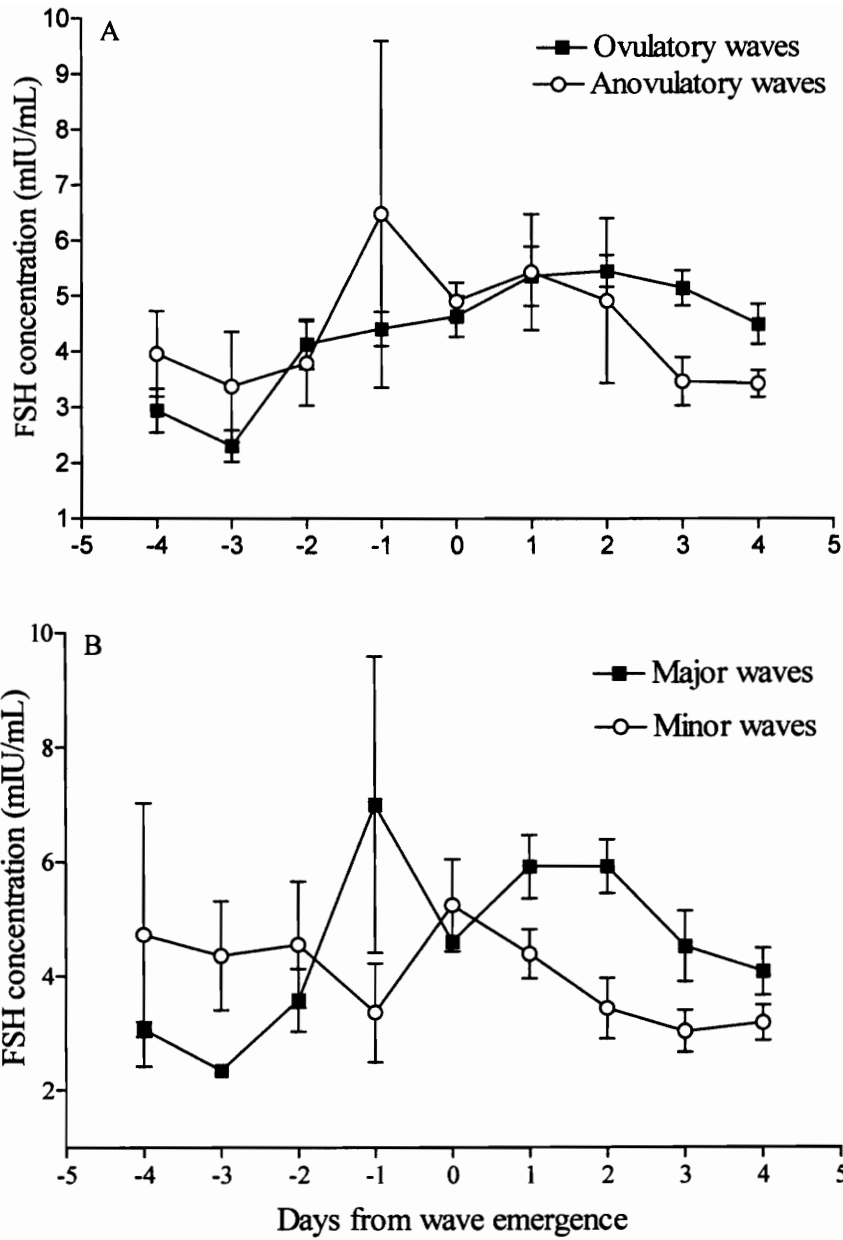 A
Ovulatory waves
Anovulatory waves
FSH concentration (mIU/mL)
10
9
8
7
6
5
4
3
2
1
-5 -4 -3 -2 -1 0 1 2 3 4 5
B
Major waves
Minor waves
FSH concentration (mIU/mL)
10
8
6
4
2
-5 -4 -3 -2 -1 0 1 2 3 4 5
Days from wave emergence